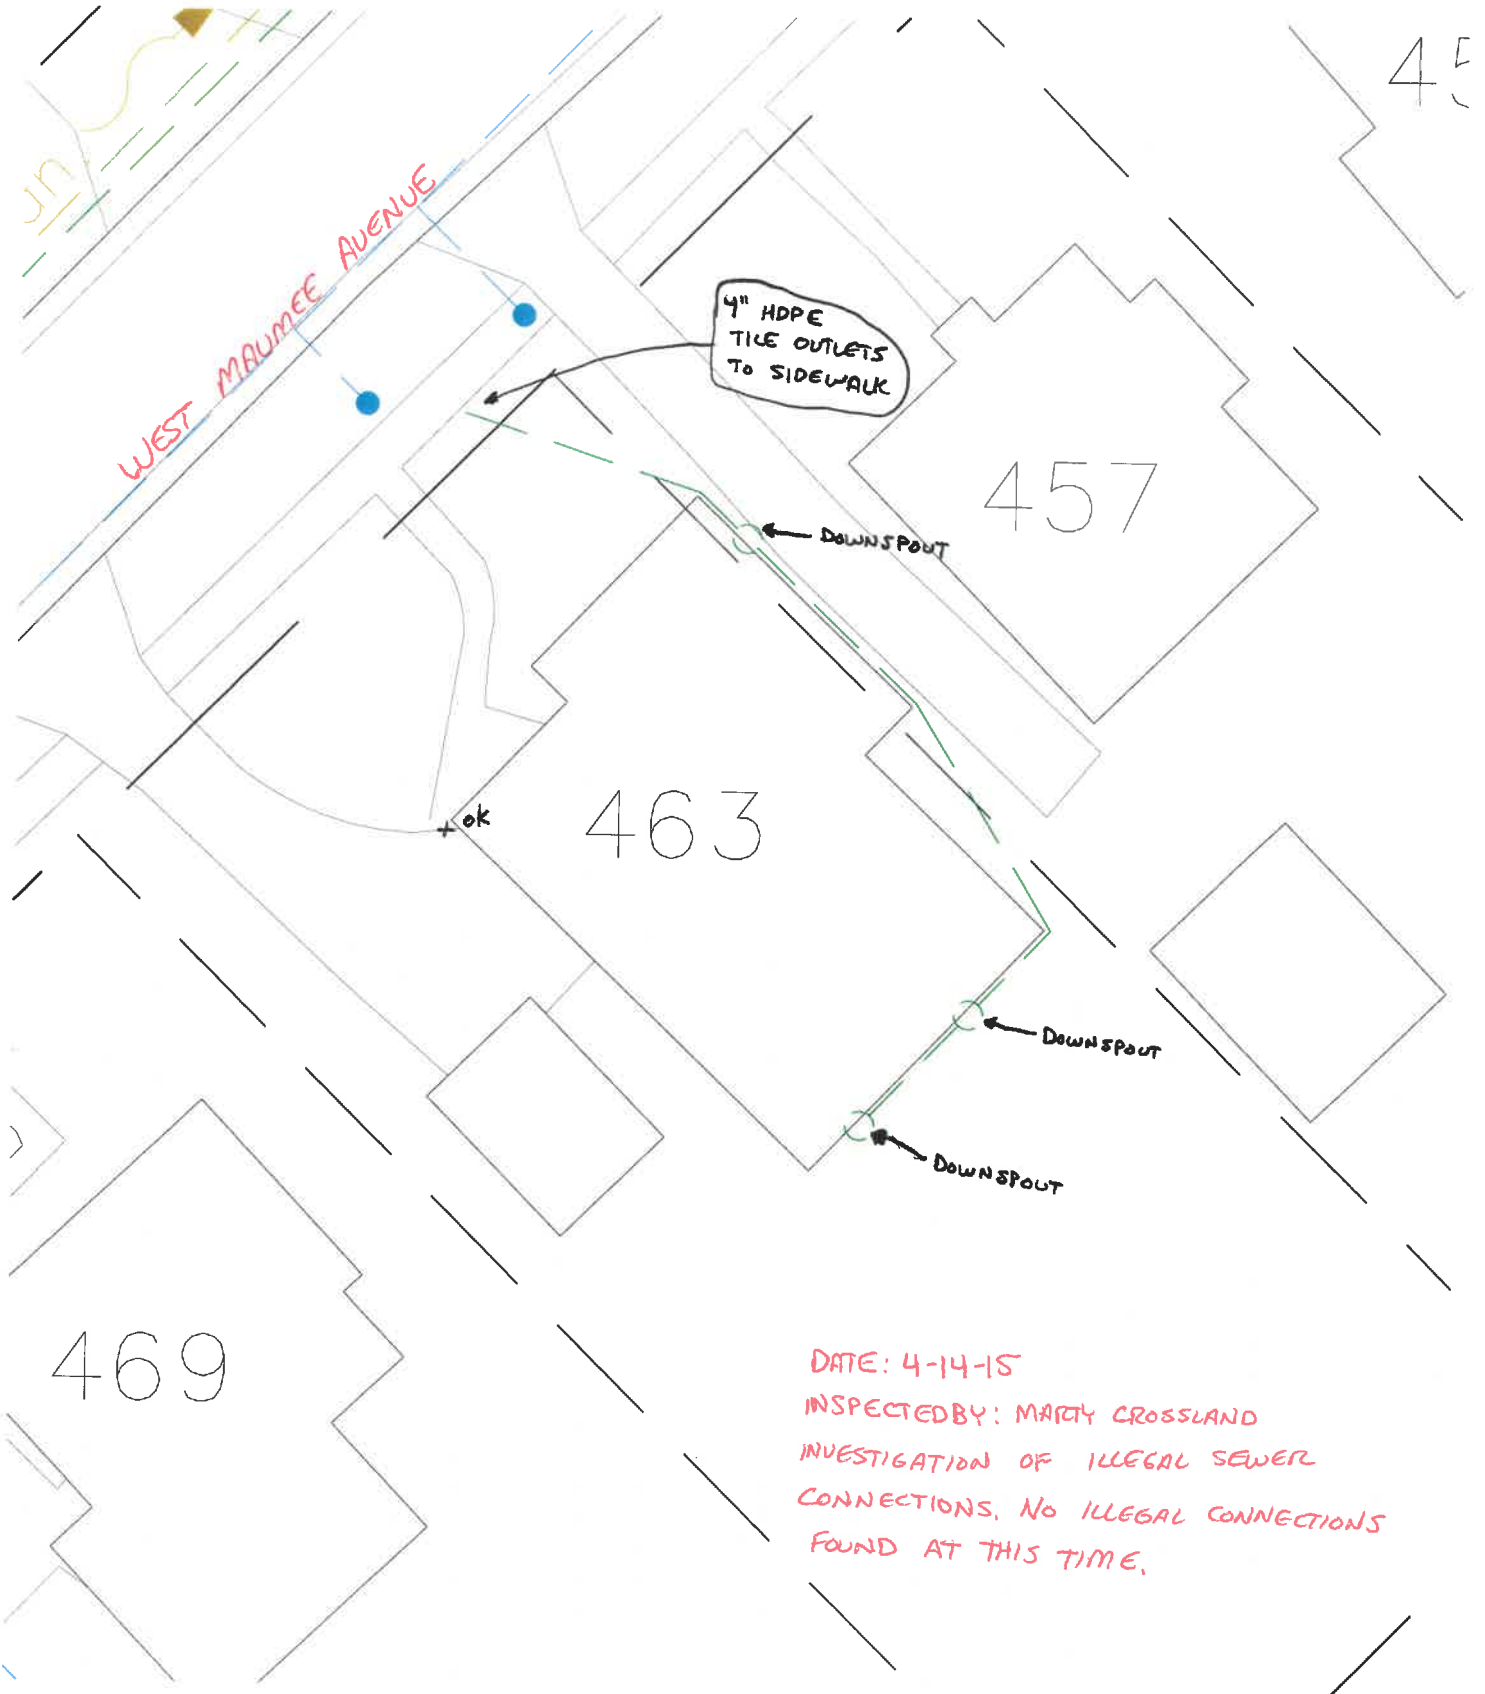 un
WEST MAUMEE AVENUE
4" HDPE
TILE OUTLETS
TO SIDEWALK
457
DOWNSPOUT
463
OK
DOWNSPOUT
DOWNSPOUT
469
DATE: 4-14-15
INSPECTED BY: MARTY CROSSLAND
INVESTIGATION OF ILLEGAL SEWER
CONNECTIONS. NO ILLEGAL CONNECTIONS
FOUND AT THIS TIME.